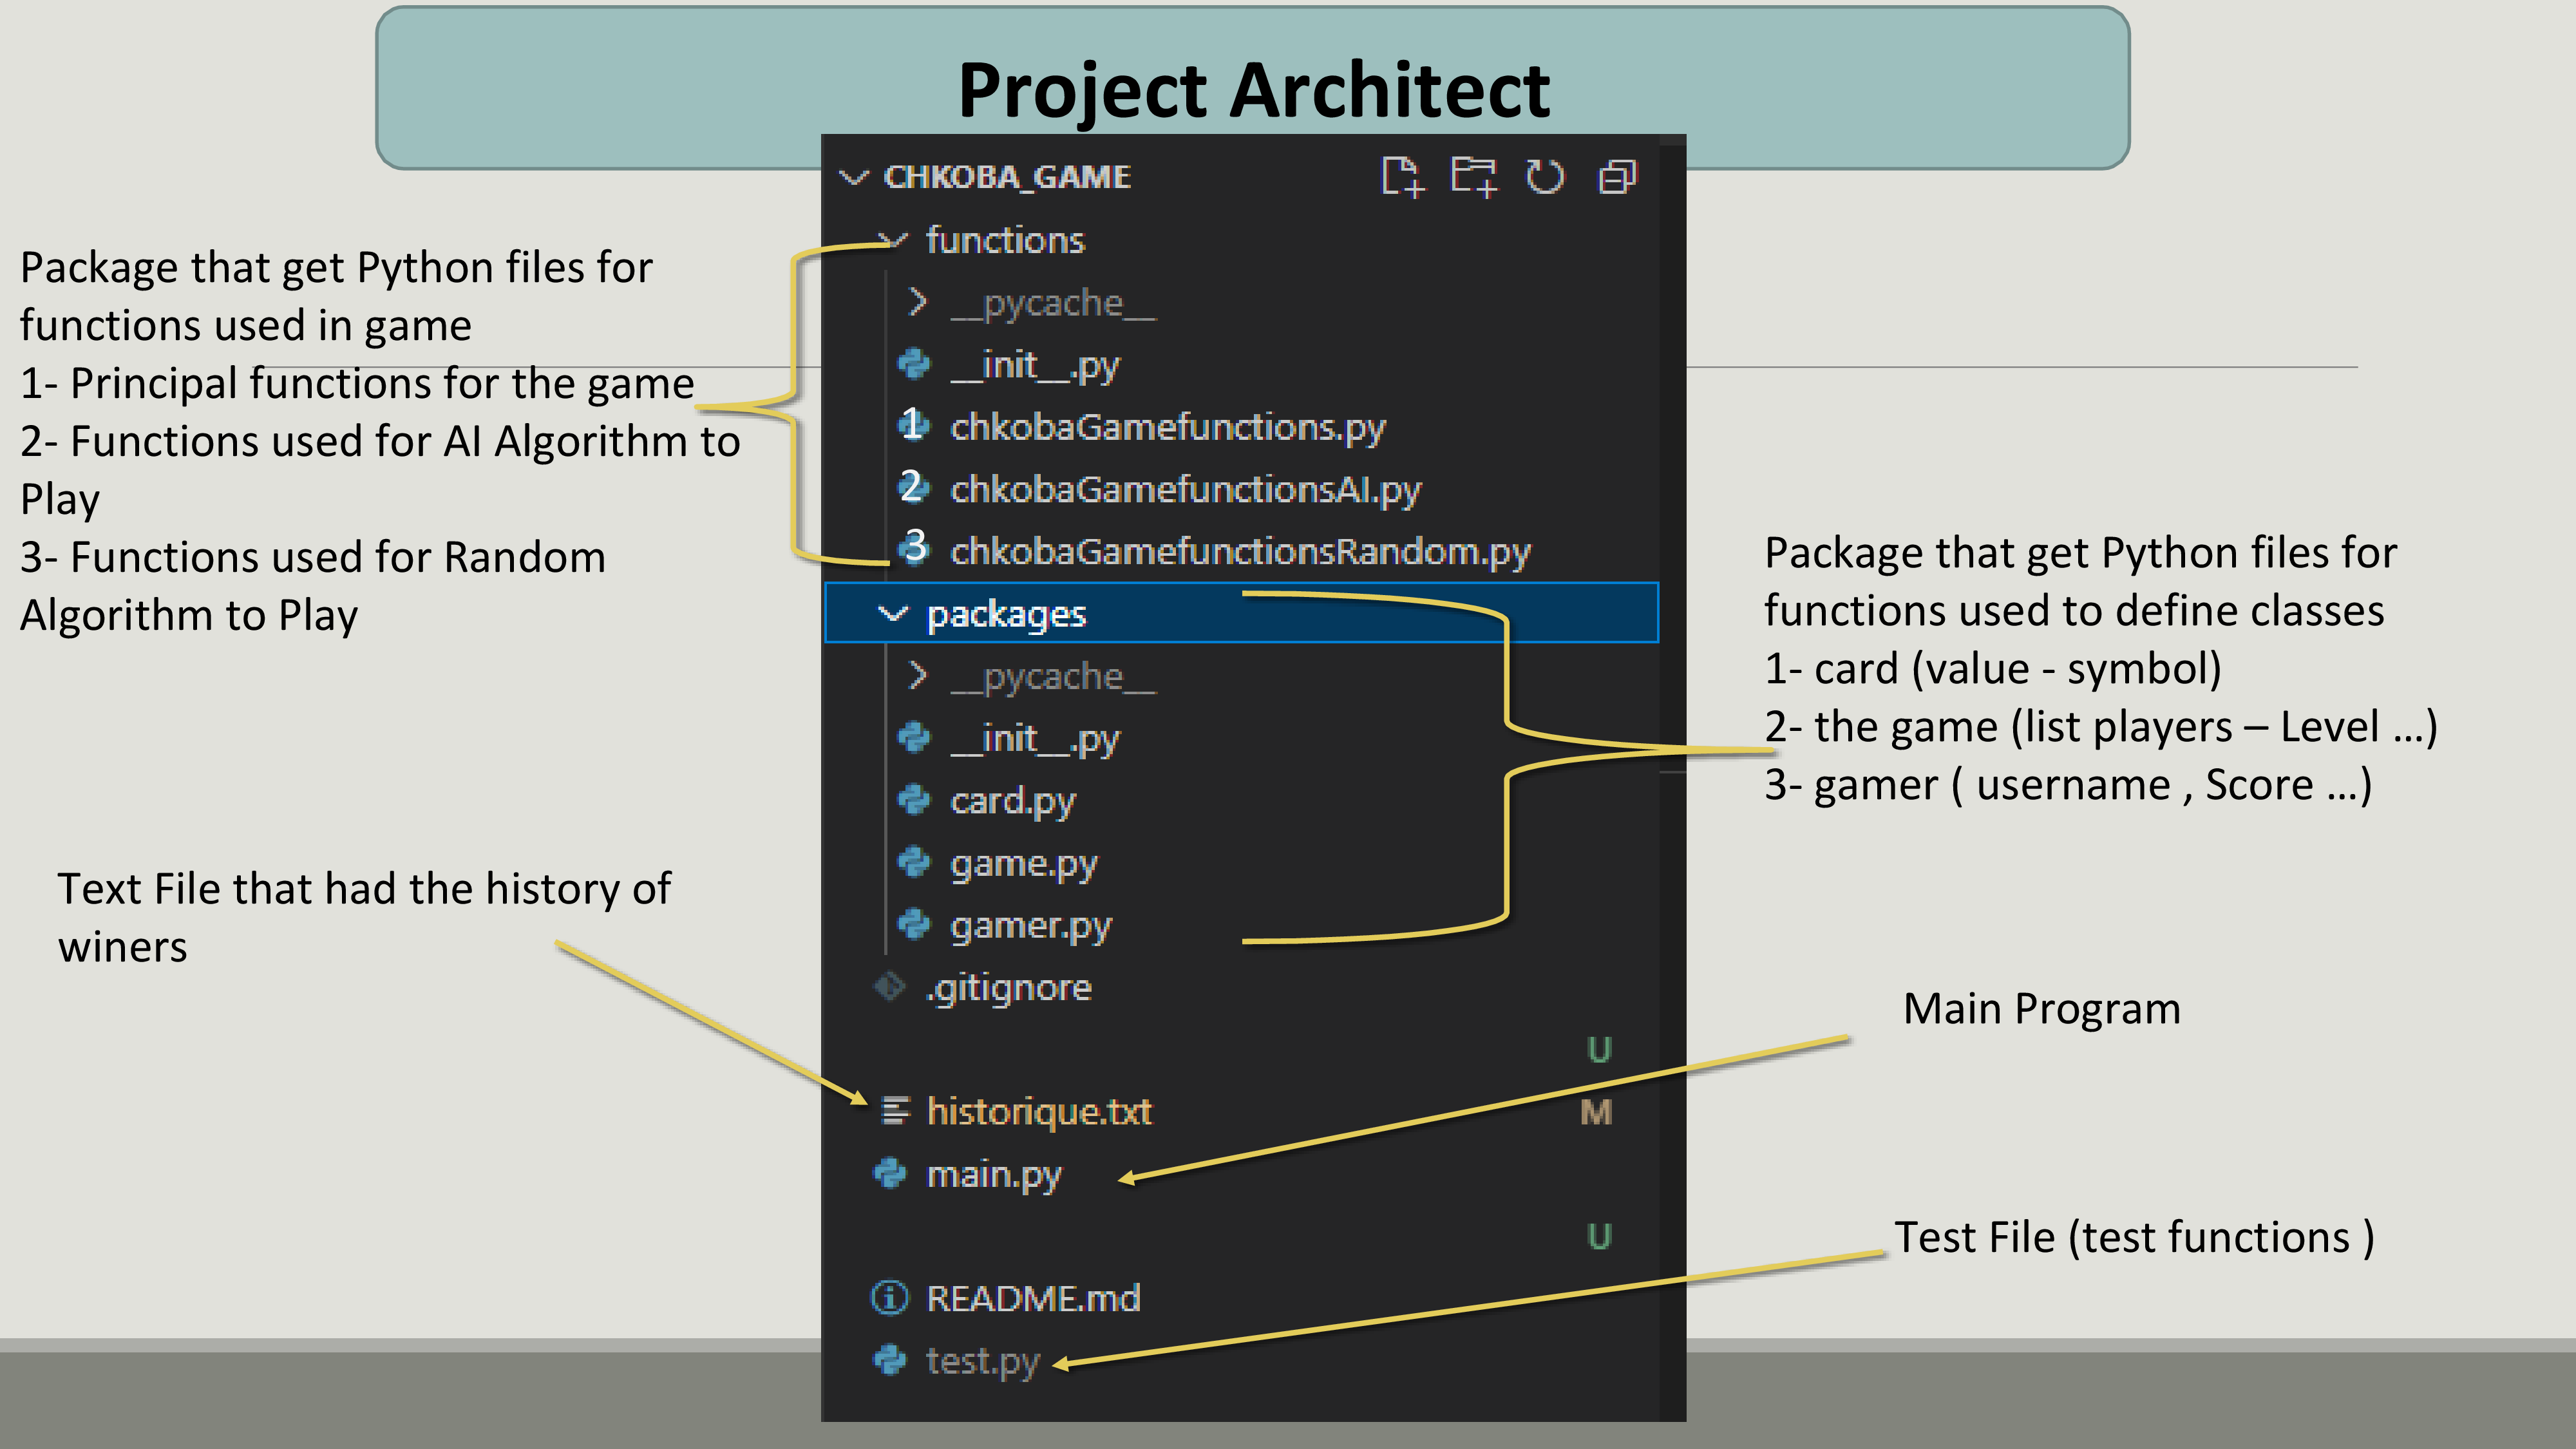 Project Architect
CHKOBA_GAME
functions
__pycache__
__init__.py
1 chkobaGamefunctions.py
2 chkobaGamefunctionsAI.py
3 chkobaGamefunctionsRandom.py
packages
__pycache__
__init__.py
card.py
game.py
gamer.py
.gitignore
U
historique.txt M
main.py
U
README.md
test.py
Package that get Python files for
functions used in game
1- Principal functions for the game
2- Functions used for AI Algorithm to
Play
3- Functions used for Random
Algorithm to Play
Text File that had the history of
winers
Package that get Python files for
functions used to define classes
1- card (value - symbol)
2- the game (list players – Level ...)
3- gamer ( username , Score ...)
Main Program
Test File (test functions )